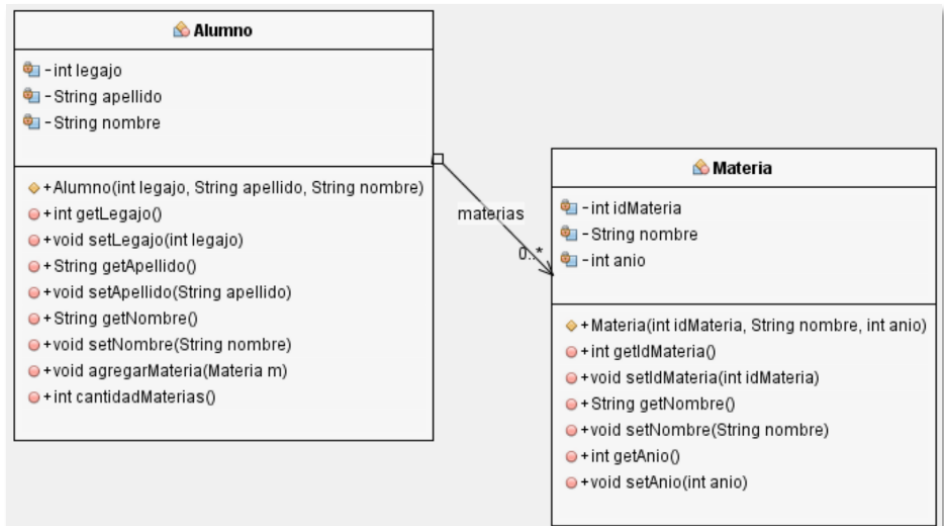 Alumno
-int legajo
-String apellido
-String nombre
+Alumno(int legajo, String apellido, String nombre)
+int getLegajo()
+void setLegajo(int legajo)
+String getApellido()
+void setApellido(String apellido)
+String getNombre()
+void setNombre(String nombre)
+void agregarMateria(Materia m)
+int cantidadMaterias()
materias
0..*
Materia
-int idMateria
-String nombre
-int anio
+Materia(int idMateria, String nombre, int anio)
+int getIdMateria()
+void setIdMateria(int idMateria)
+String getNombre()
+void setNombre(String nombre)
+int getAnio()
+void setAnio(int anio)